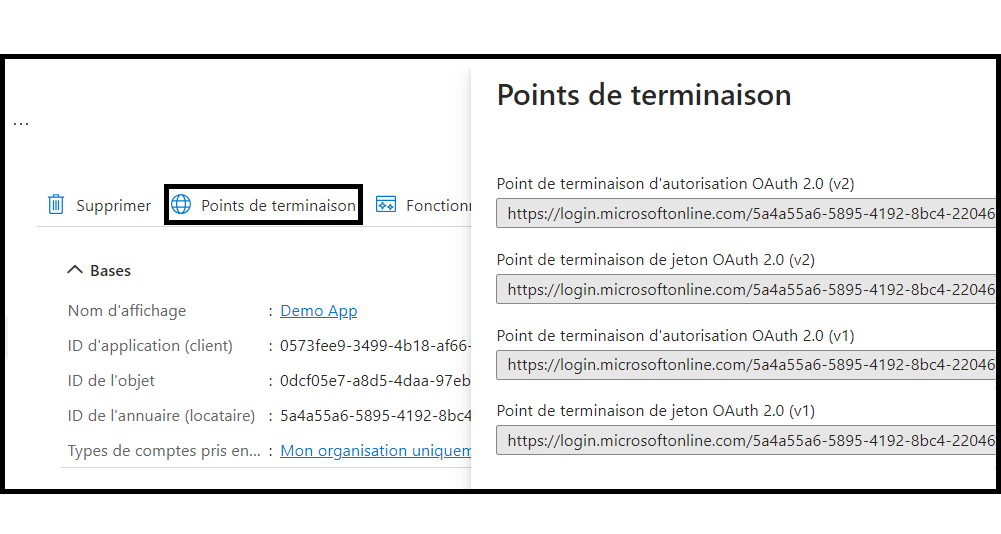 Points de terminaison
...
Supprimer
Points de terminaison
Fonctionn
Bases
Nom d'affichage : Demo App
ID d'application (client) : 0573fee9-3499-4b18-af66-
ID de l'objet : 0dcf05e7-a8d5-4daa-97eb
ID de l'annuaire (locataire) : 5a4a55a6-5895-4192-8bc4
Types de comptes pris en... : Mon organisation uniquem
Point de terminaison d'autorisation OAuth 2.0 (v2)
https://login.microsoftonline.com/5a4a55a6-5895-4192-8bc4-22046
Point de terminaison de jeton OAuth 2.0 (v2)
https://login.microsoftonline.com/5a4a55a6-5895-4192-8bc4-22046
Point de terminaison d'autorisation OAuth 2.0 (v1)
https://login.microsoftonline.com/5a4a55a6-5895-4192-8bc4-22046
Point de terminaison de jeton OAuth 2.0 (v1)
https://login.microsoftonline.com/5a4a55a6-5895-4192-8bc4-22046